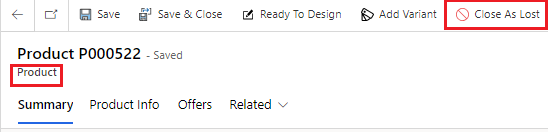 Save Save & Close Ready To Design Add Variant Close As Lost
Product P000522 - Saved
Product
Summary Product Info Offers Related